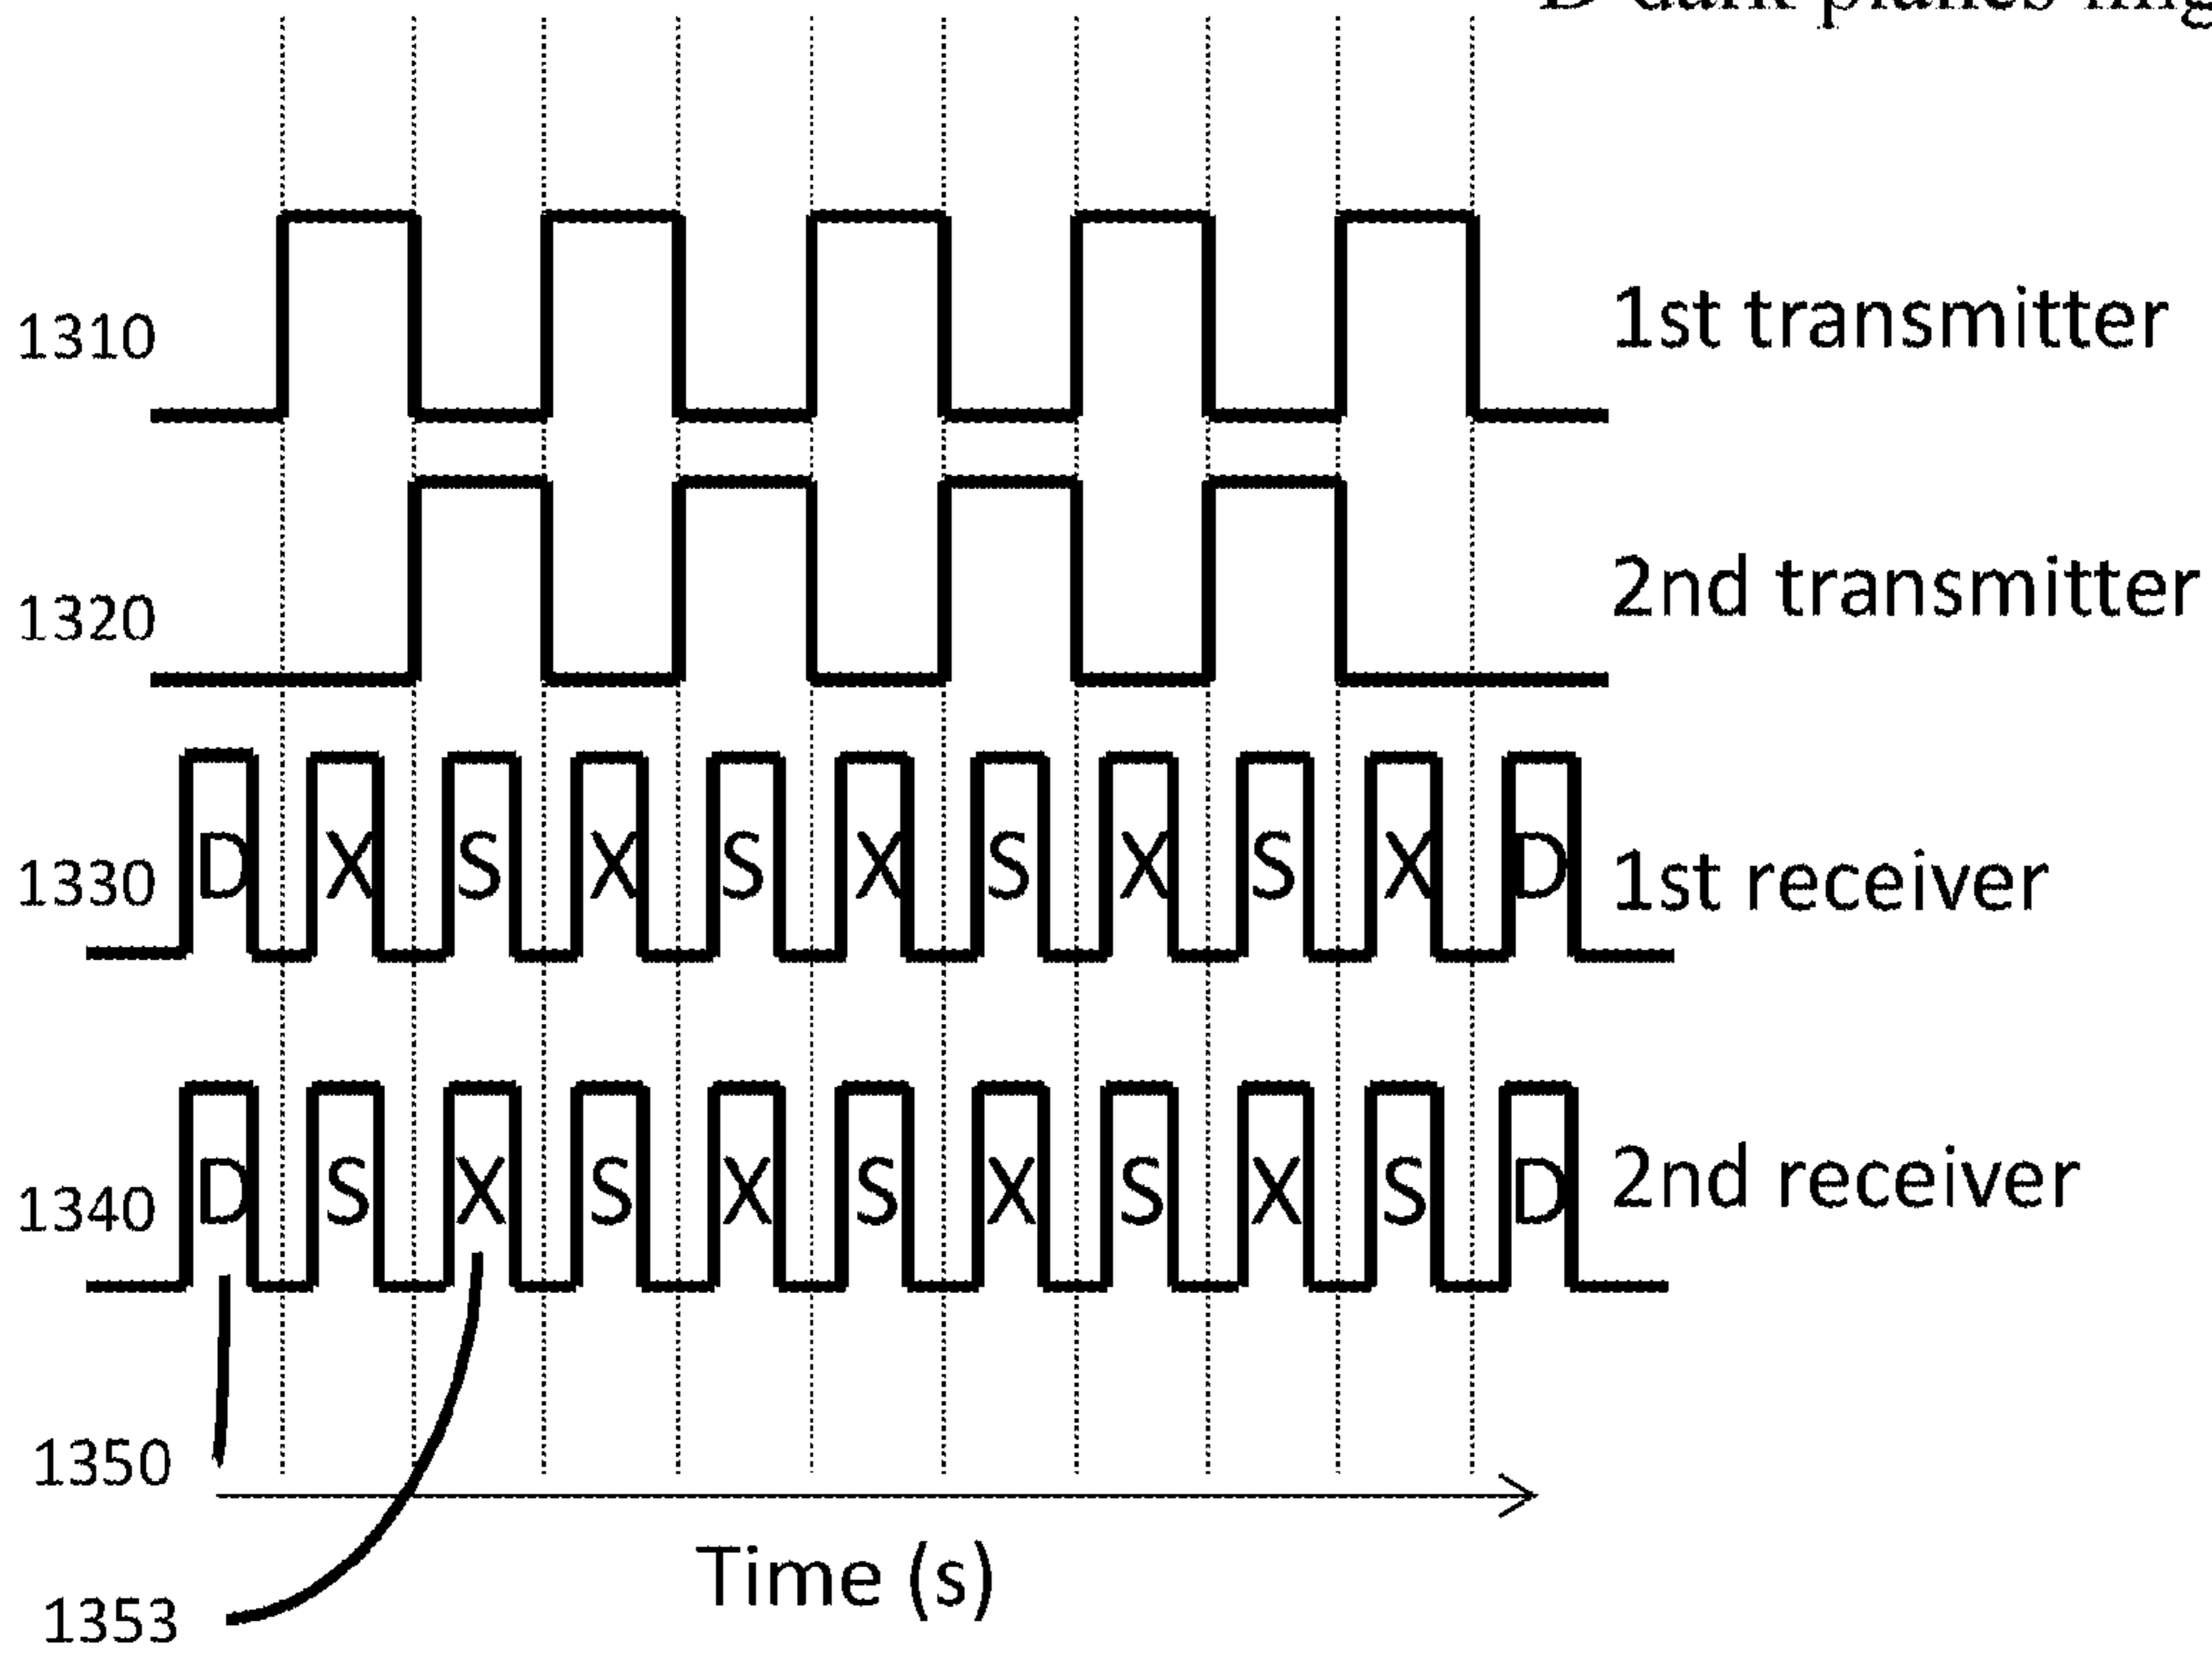 1310 1st transmitter
1320 2nd transmitter
1330 D X S X S X S X S X D 1st receiver
1340 D S X S X S X S X S D 2nd receiver
1350
Time (s)
1353